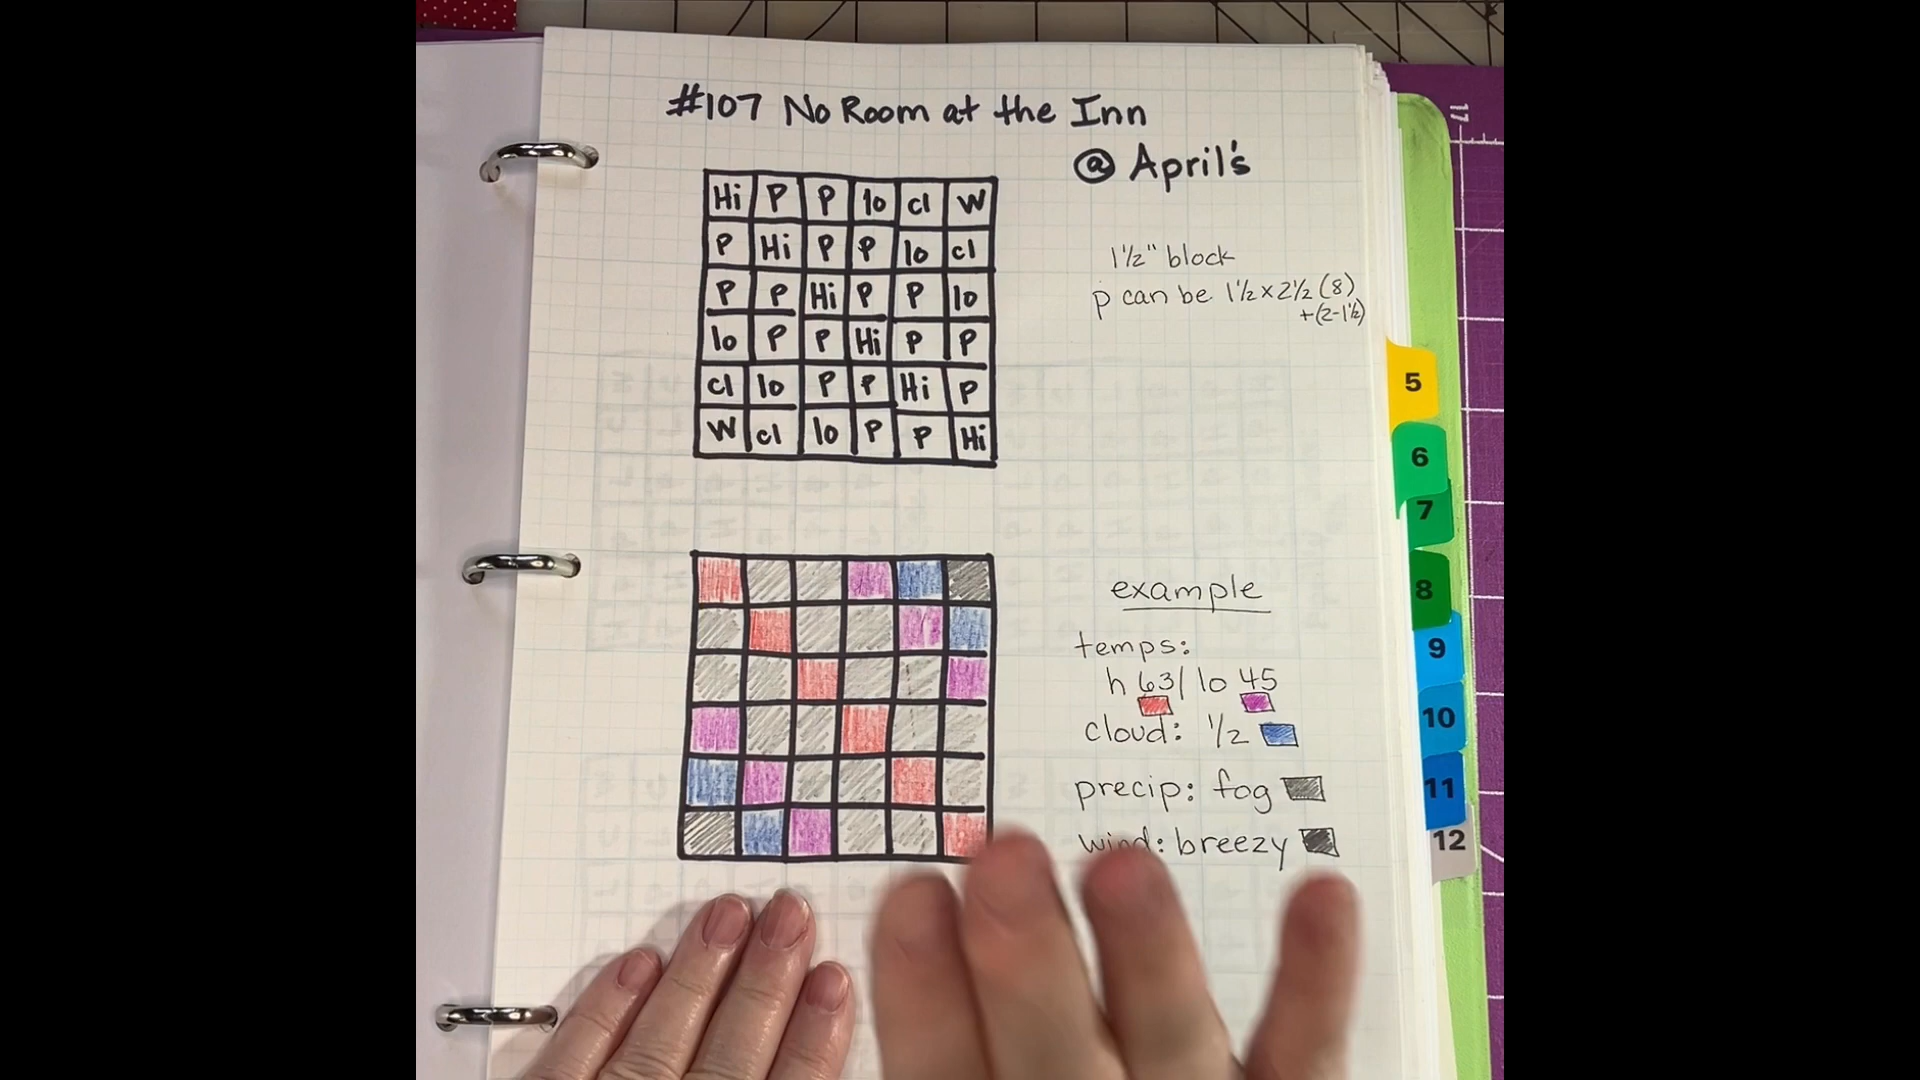 #107 No Room at the Inn
@ April's
Hi P P lo cl W
P Hi P P lo cl
P P Hi P P lo
lo P P Hi P P
cl lo P P Hi P
W cl lo P P Hi
1½" block
p can be 1½ x 2½ (8)
+(2-1½)
example
temps:
h 63/ lo 45
cloud: ½
precip: fog
wind: breezy
5
6
7
8
9
10
11
12
17